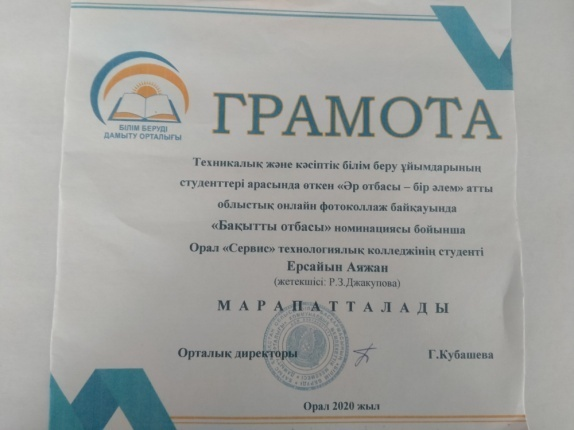 БІЛІМ БЕРУДІ
ДАМЫТУ ОРТАЛЫҒЫ
ГРАМОТА
Техникалық және кәсіптік білім беру ұйымдарының
студенттері арасында өткен «Әр отбасы – бір әлем» атты
облыстық онлайн фотоколлаж байқауында
«Бақытты отбасы» номинациясы бойынша
Орал «Сервис» технологиялық колледжінің студенті
Ерсайын Аяжан
(жетекшісі: Р.З.Джакупова)
МАРАПАТТАЛАДЫ
Орталық директоры Г.Кубашева
Орал 2020 жыл